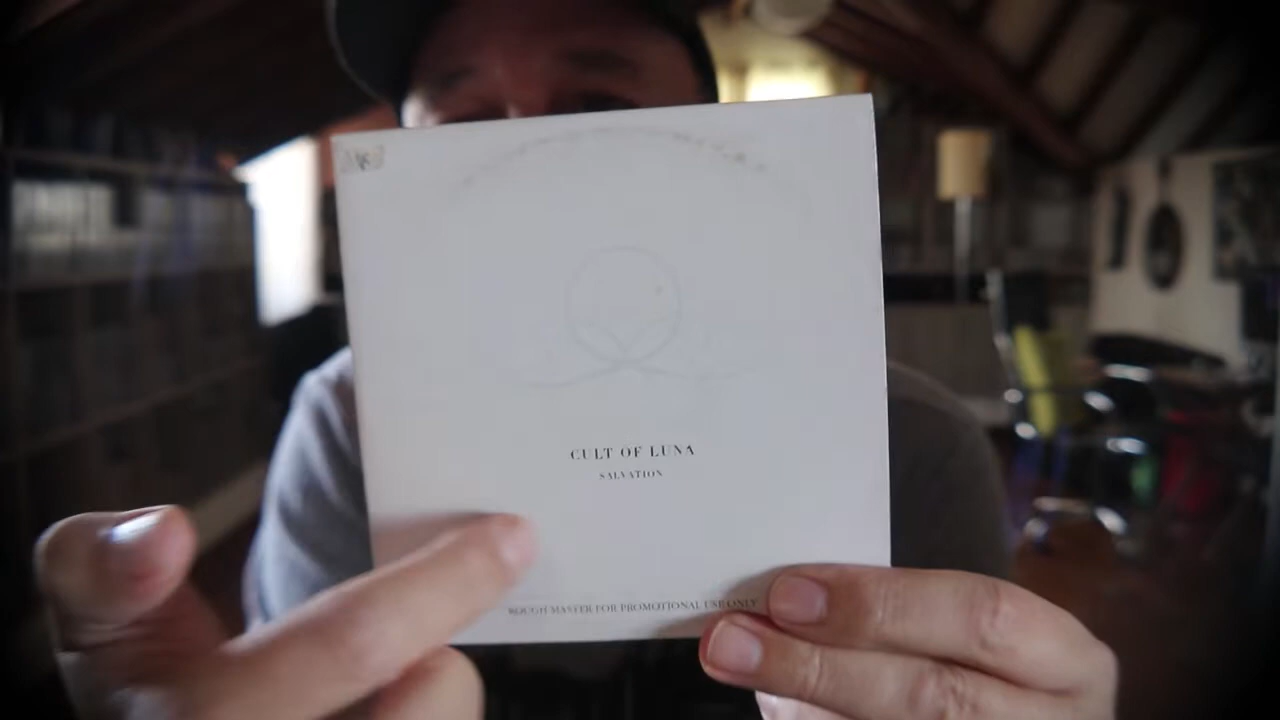 CULT OF LUNA
SALVATION
ROUGH MASTER FOR PROMOTIONAL USE ONLY